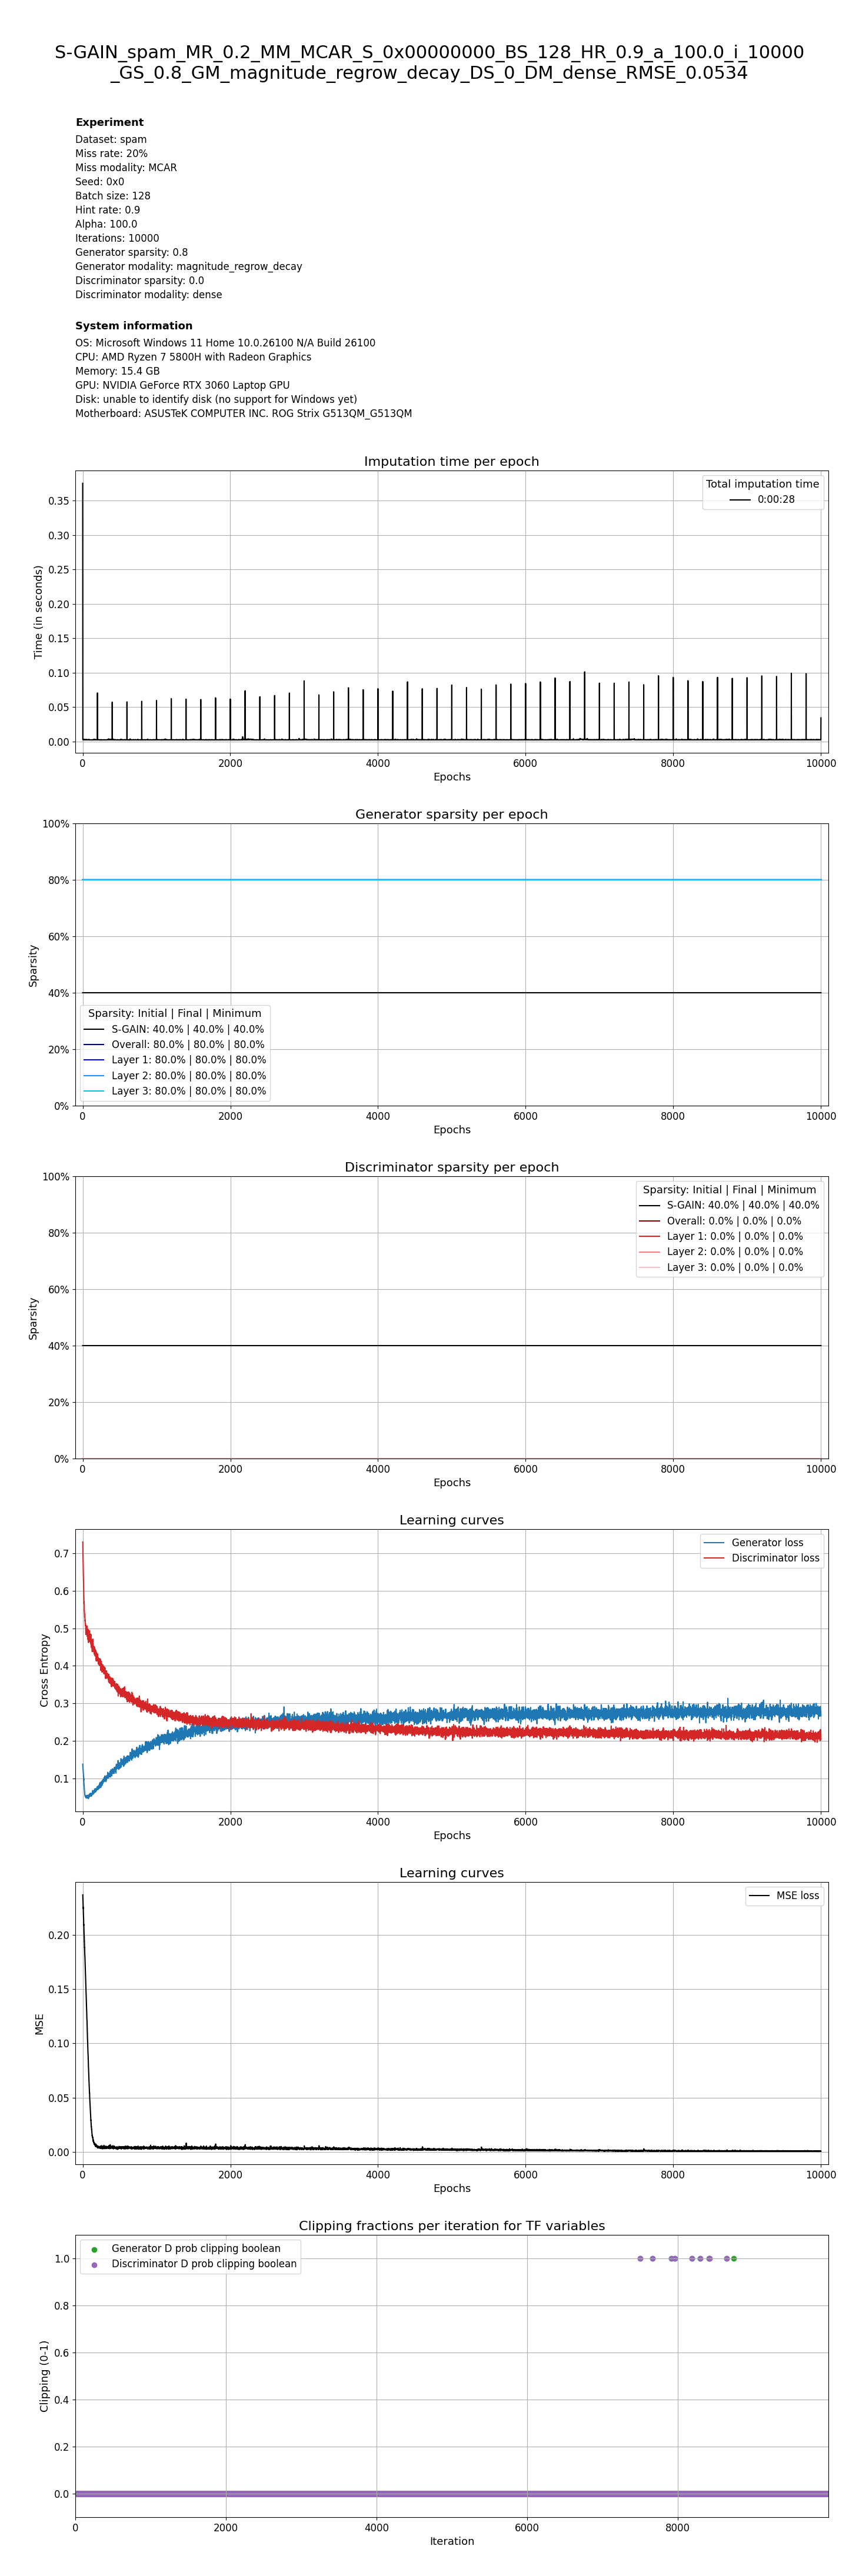 S-GAIN_spam_MR_0.2_MM_MCAR_S_0x00000000_BS_128_HR_0.9_a_100.0_i_10000
_GS_0.8_GM_magnitude_regrow_decay_DS_0_DM_dense_RMSE_0.0534
Experiment
Dataset: spam
Miss rate: 20%
Miss modality: MCAR
Seed: 0x0
Batch size: 128
Hint rate: 0.9
Alpha: 100.0
Iterations: 10000
Generator sparsity: 0.8
Generator modality: magnitude_regrow_decay
Discriminator sparsity: 0.0
Discriminator modality: dense
System information
OS: Microsoft Windows 11 Home 10.0.26100 N/A Build 26100
CPU: AMD Ryzen 7 5800H with Radeon Graphics
Memory: 15.4 GB
GPU: NVIDIA GeForce RTX 3060 Laptop GPU
Disk: unable to identify disk (no support for Windows yet)
Motherboard: ASUSTeK COMPUTER INC. ROG Strix G513QM_G513QM
Imputation time per epoch
Total imputation time
0:00:28
0.35
0.30
0.25
0.20
0.15
0.10
0.05
0.00
Time (in seconds)
0 2000 4000 6000 8000 10000
Epochs
Generator sparsity per epoch
100%
80%
60%
40%
20%
0%
Sparsity
Sparsity: Initial | Final | Minimum
S-GAIN: 40.0% | 40.0% | 40.0%
Overall: 80.0% | 80.0% | 80.0%
Layer 1: 80.0% | 80.0% | 80.0%
Layer 2: 80.0% | 80.0% | 80.0%
Layer 3: 80.0% | 80.0% | 80.0%
0 2000 4000 6000 8000 10000
Epochs
Discriminator sparsity per epoch
100%
80%
60%
40%
20%
0%
Sparsity
Sparsity: Initial | Final | Minimum
S-GAIN: 40.0% | 40.0% | 40.0%
Overall: 0.0% | 0.0% | 0.0%
Layer 1: 0.0% | 0.0% | 0.0%
Layer 2: 0.0% | 0.0% | 0.0%
Layer 3: 0.0% | 0.0% | 0.0%
0 2000 4000 6000 8000 10000
Epochs
Learning curves
Generator loss
Discriminator loss
0.7
0.6
0.5
0.4
0.3
0.2
0.1
Cross Entropy
0 2000 4000 6000 8000 10000
Epochs
Learning curves
MSE loss
0.20
0.15
0.10
0.05
0.00
MSE
0 2000 4000 6000 8000 10000
Epochs
Clipping fractions per iteration for TF variables
Generator D prob clipping boolean
Discriminator D prob clipping boolean
1.0
0.8
0.6
0.4
0.2
0.0
Clipping (0-1)
0 2000 4000 6000 8000
Iteration